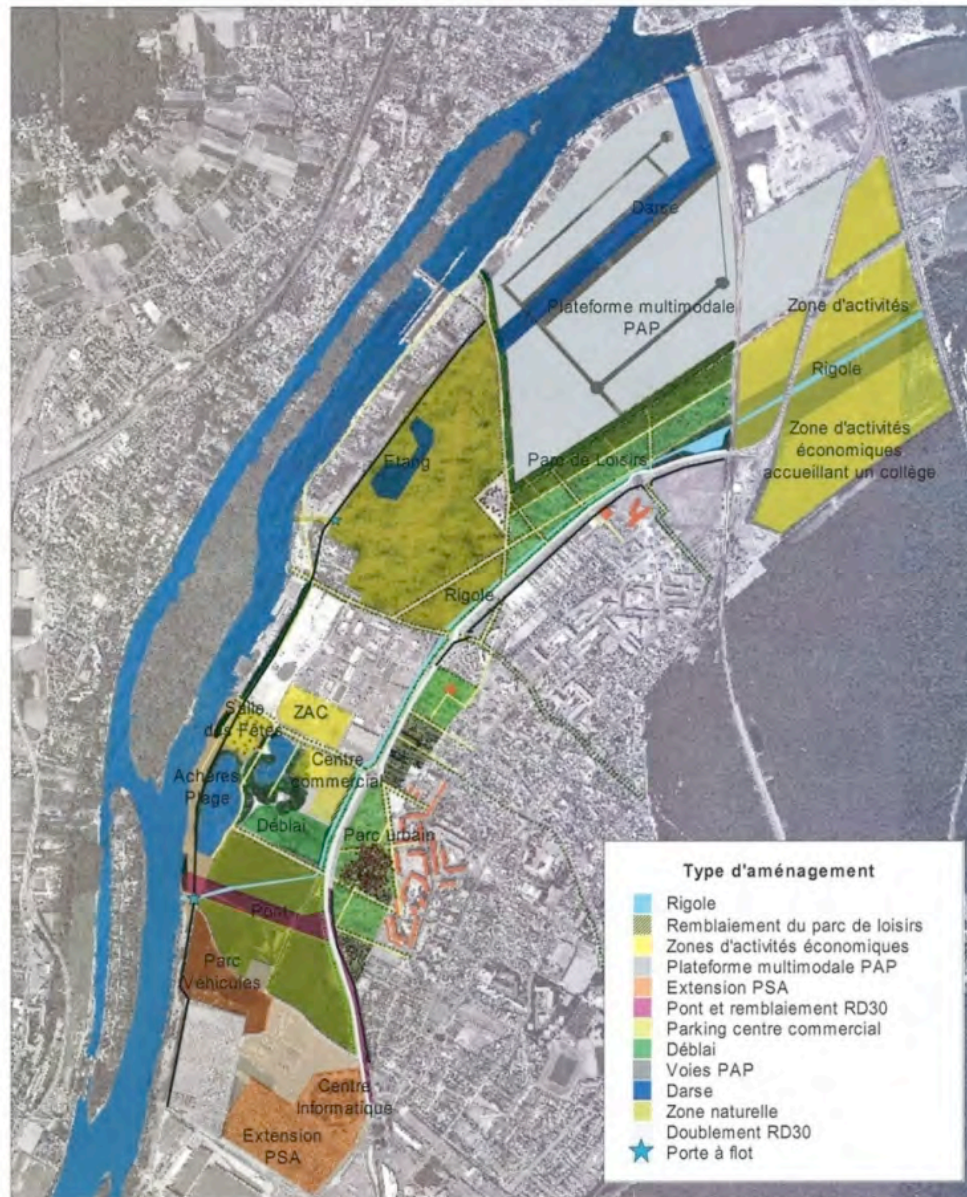 Darse
Plateforme multimodale
PAP
Zone d'activités
Rigole
Zone d'activités
économiques
accueillant un collège
Etang
Parc de Loisirs
Rigole
Salle
des Fêtes
ZAC
Centre
commercial
Achères
Plage
Déblai
Parc urbain
Pont
Parc
Véhicules
Centre
Informatique
Extension
PSA
Type d'aménagement
Rigole
Remblaiement du parc de loisirs
Zones d'activités économiques
Plateforme multimodale PAP
Extension PSA
Pont et remblaiement RD30
Parking centre commercial
Déblai
Voies PAP
Darse
Zone naturelle
Doublement RD30
Porte à flot